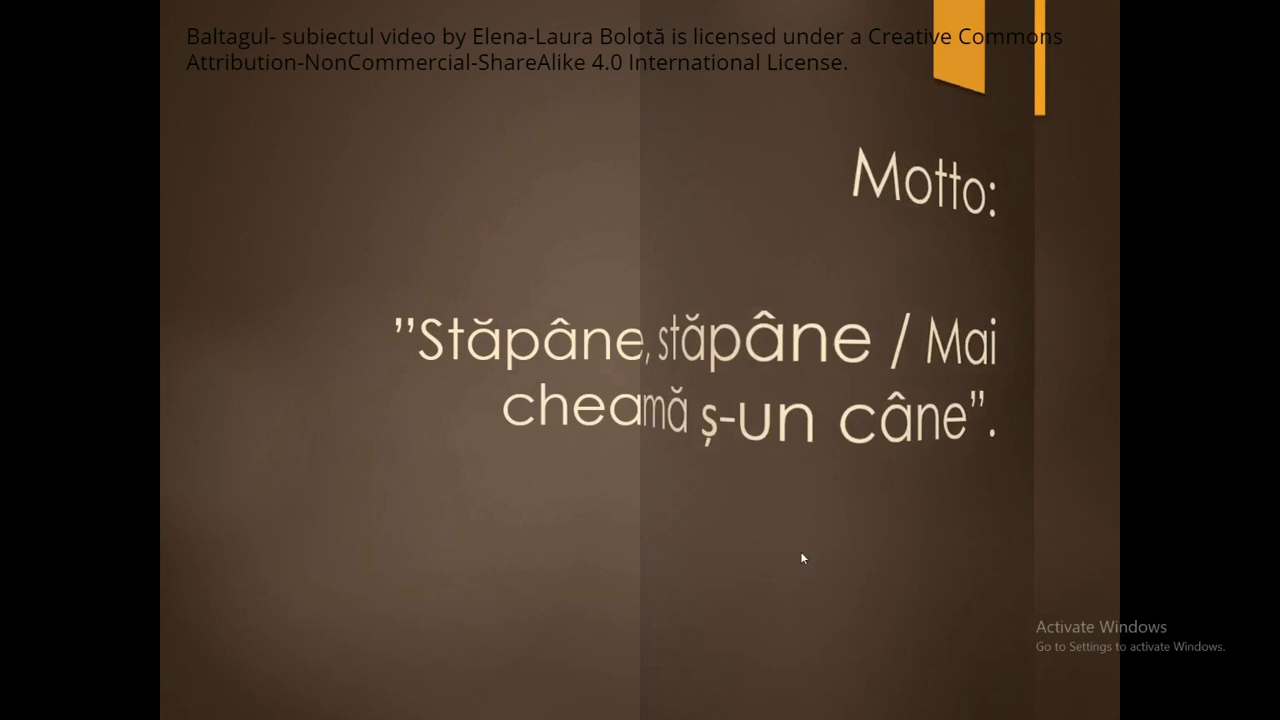 Baltagul- subiectul video by Elena-Laura Bolotă is licensed under a Creative Commons
Attribution-NonCommercial-ShareAlike 4.0 International License.
Motto:
”Stăpâne, stăpâne / Mai
cheamă ș-un câne”.
Activate Windows
Go to Settings to activate Windows.